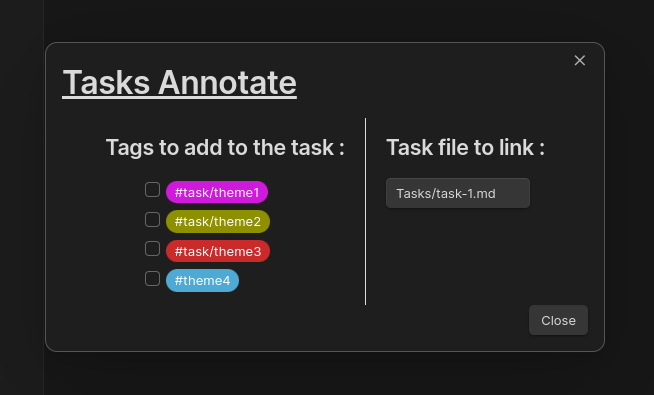 Tasks Annotate
Tags to add to the task :
#task/theme1
#task/theme2
#task/theme3
#theme4
Task file to link :
Tasks/task-1.md
Close